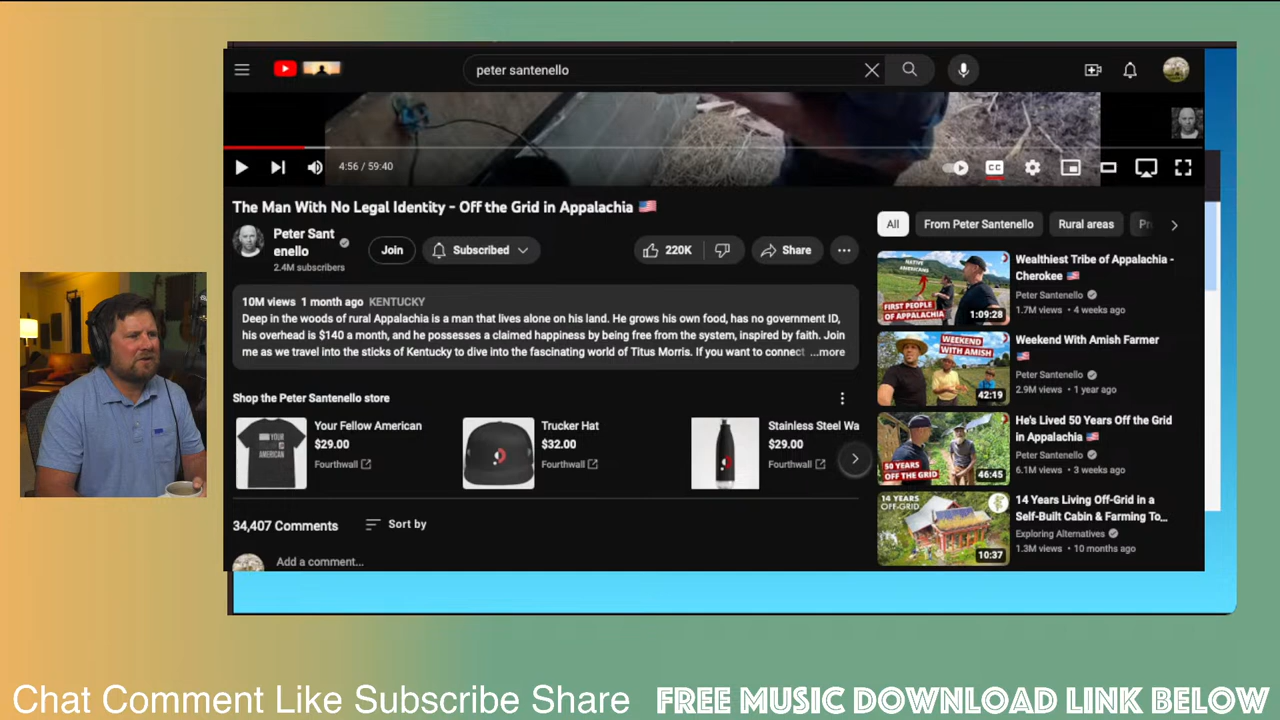 peter santenello
4:56 / 59:40
CC
The Man With No Legal Identity - Off the Grid in Appalachia
Peter Sant
enello
2.4M subscribers
Join
Subscribed
220K
Share
10M views 1 month ago KENTUCKY
Deep in the woods of rural Appalachia is a man that lives alone on his land. He grows his own food, has no government ID,
his overhead is $140 a month, and he possesses a claimed happiness by being free from the system, inspired by faith. Join
me as we travel into the sticks of Kentucky to dive into the fascinating world of Titus Morris. If you want to connect ...more
Shop the Peter Santenello store
Your Fellow American
$29.00
Fourthwall
Trucker Hat
$32.00
Fourthwall
Stainless Steel Wa
$29.00
Fourthwall
34,407 Comments
Sort by
Add a comment...
All
From Peter Santenello
Rural areas
NATIVE
AMERICANS
FIRST PEOPLE
OF APPALACHIA
1:09:28
Wealthiest Tribe of Appalachia -
Cherokee
Peter Santenello
1.7M views • 4 weeks ago
WEEKEND
WITH AMISH
42:19
Weekend With Amish Farmer
Peter Santenello
2.9M views • 1 year ago
50 YEARS
OFF THE GRID
46:45
He's Lived 50 Years Off the Grid
in Appalachia
Peter Santenello
6.1M views • 3 weeks ago
14 YEARS
OFF-GRID
10:37
14 Years Living Off-Grid in a
Self-Built Cabin & Farming To...
Exploring Alternatives
1.3M views • 10 months ago
Chat Comment Like Subscribe Share
FREE MUSIC DOWNLOAD LINK BELOW